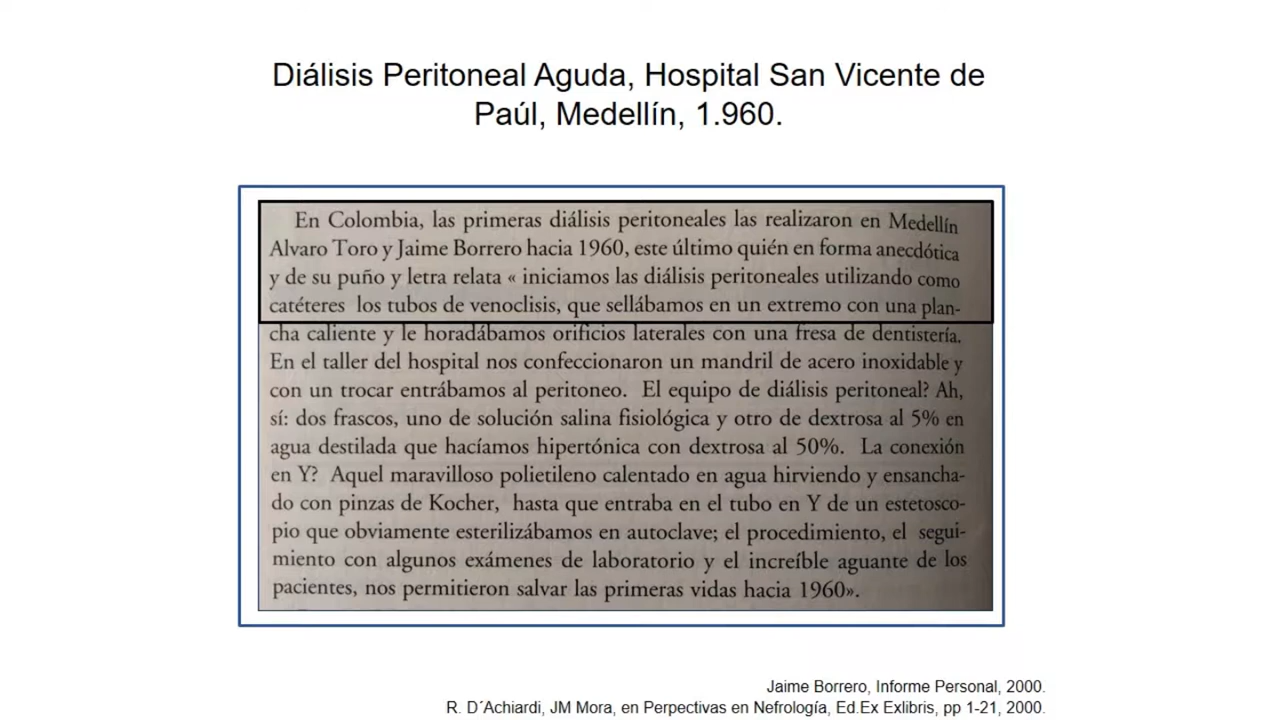 Diálisis Peritoneal Aguda, Hospital San Vicente de
Paúl, Medellín, 1.960.
En Colombia, las primeras diálisis peritoneales las realizaron en Medellín
Alvaro Toro y Jaime Borrero hacia 1960, este último quién en forma anecdótica
y de su puño y letra relata « iniciamos las diálisis peritoneales utilizando como
catéteres los tubos de venoclisis, que sellábamos en un extremo con una plan-
cha caliente y le horadábamos orificios laterales con una fresa de dentistería.
En el taller del hospital nos confeccionaron un mandril de acero inoxidable y
con un trocar entrábamos al peritoneo. El equipo de diálisis peritoneal? Ah,
sí: dos frascos, uno de solución salina fisiológica y otro de dextrosa al 5% en
agua destilada que hacíamos hipertónica con dextrosa al 50%. La conexión
en Y? Aquel maravilloso polietileno calentado en agua hirviendo y ensancha-
do con pinzas de Kocher, hasta que entraba en el tubo en Y de un estetosco-
pio que obviamente esterilizábamos en autoclave; el procedimiento, el segui-
miento con algunos exámenes de laboratorio y el increíble aguante de los
pacientes, nos permitieron salvar las primeras vidas hacia 1960».
Jaime Borrero, Informe Personal, 2000.
R. D´Achiardi, JM Mora, en Perpectivas en Nefrología, Ed.Ex Exlibris, pp 1-21, 2000.